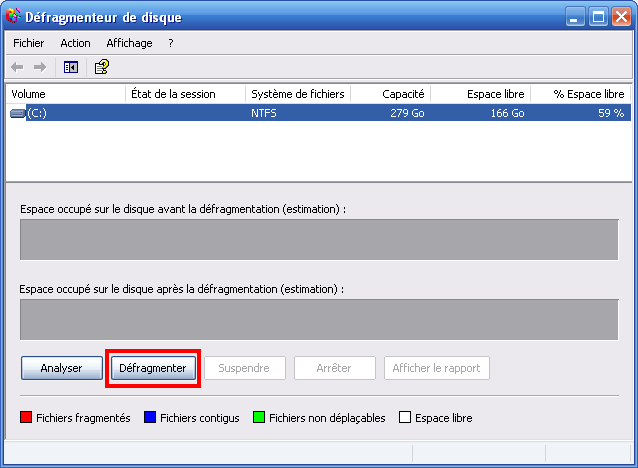 Défragmenteur de disque
Fichier Action Affichage ?
Volume État de la session Système de fichiers Capacité Espace libre % Espace libre
(C:) NTFS 279 Go 166 Go 59 %
Espace occupé sur le disque avant la défragmentation (estimation) :
Espace occupé sur le disque après la défragmentation (estimation) :
Analyser Défragmenter Suspendre Arrêter Afficher le rapport
Fichiers fragmentés Fichiers contigus Fichiers non déplaçables Espace libre